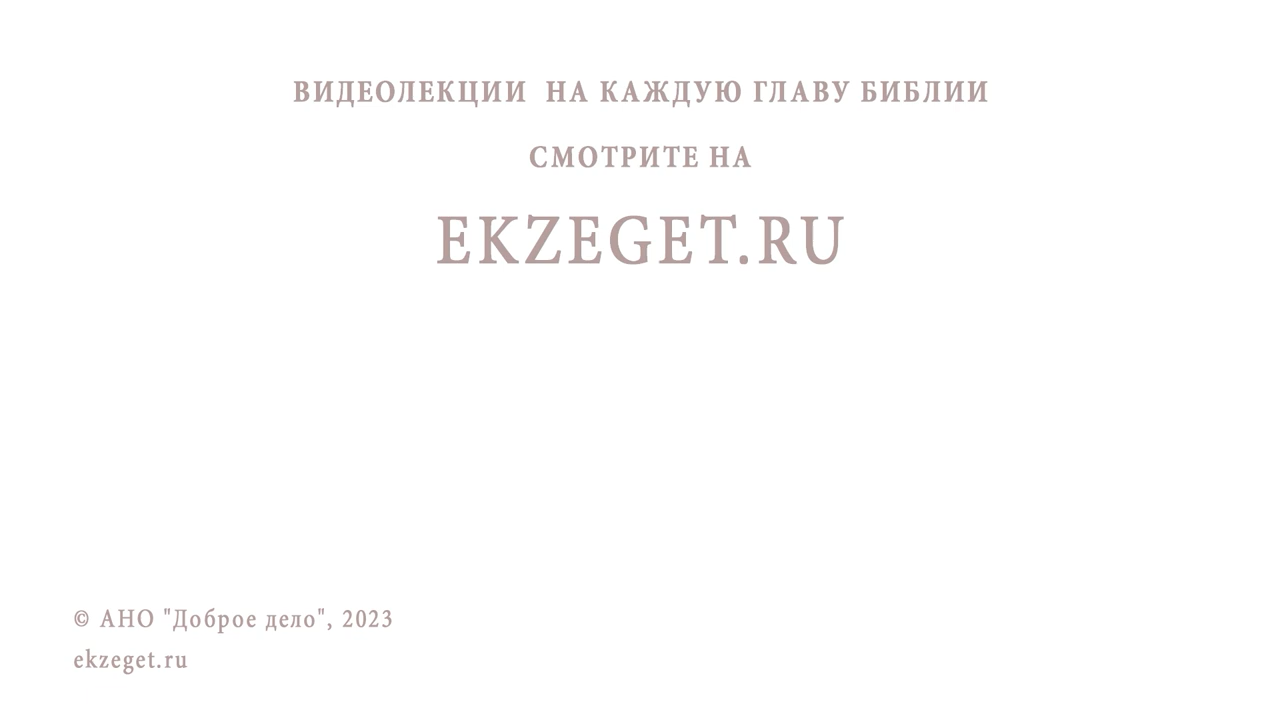 ВИДЕОЛЕКЦИИ НА КАЖДУЮ ГЛАВУ БИБЛИИ
СМОТРИТЕ НА
EKZEGET.RU
© АНО "Доброе дело", 2023
ekzeget.ru